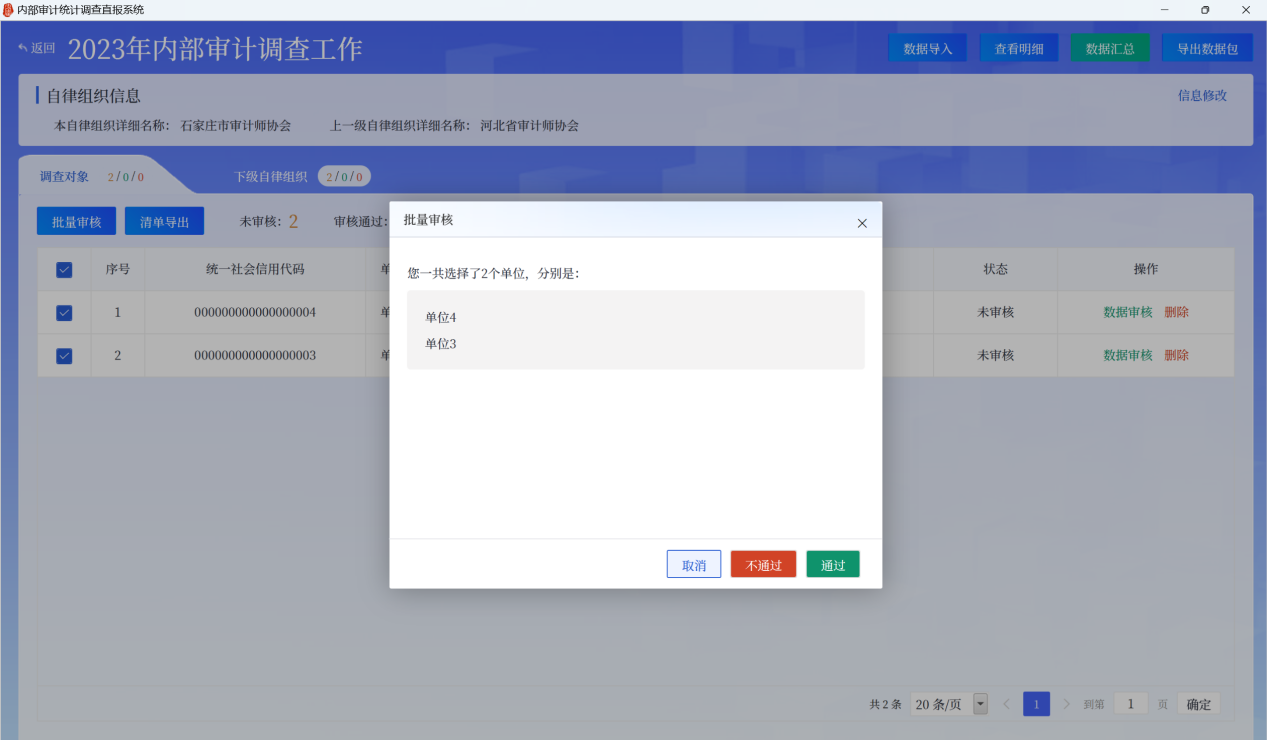 内部审计统计调查直报系统
返回 2023年内部审计调查工作 数据导入 查看明细 数据汇总 导出数据包
自律组织信息 信息修改
本自律组织详细名称： 石家庄市审计师协会 上一级自律组织详细名称： 河北省审计师协会
调查对象 2/0/0 下级自律组织 2/0/0
批量审核 清单导出 未审核：2 审核通过：
序号 统一社会信用代码 单 状态 操作
1 000000000000000004 单 未审核 数据审核 删除
2 000000000000000003 单 未审核 数据审核 删除
批量审核
您一共选择了2个单位，分别是：
单位4
单位3
取消 不通过 通过
共 2 条 20 条/页 1 到第 1 页 确定